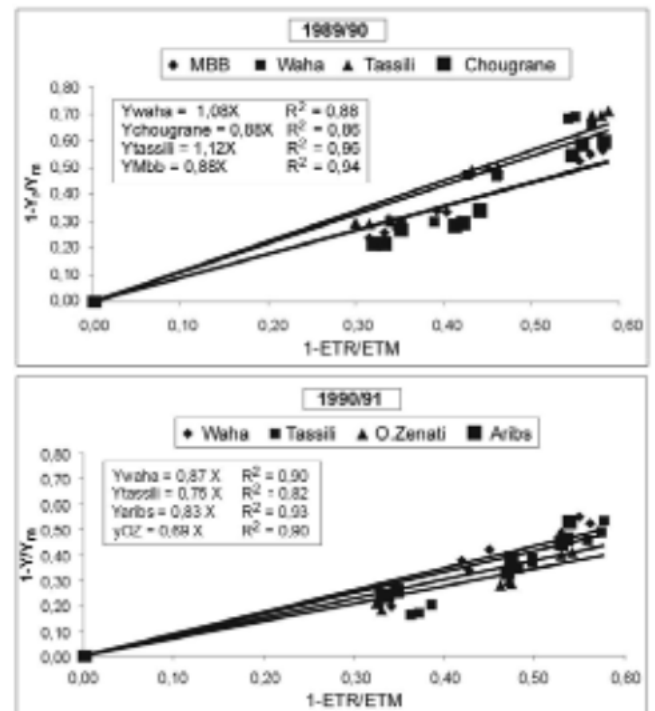 1989/90
MBB Waha Tassili Chougrane
0,80
0,70
0,60
0,50
0,40
0,30
0,20
0,10
0,00
1-Yr/Ym
Ywaha = 1,08X R² = 0,88
Ychougrane = 0,88X R² = 0,86
Ytassili = 1,12X R² = 0,96
YMbb = 0,88X R² = 0,94
0,00 0,10 0,20 0,30 0,40 0,50 0,60
1-ETR/ETM
1990/91
Waha Tassili O.Zenati Aribs
0,80
0,70
0,60
0,50
0,40
0,30
0,20
0,10
0,00
1-Y/Ym
Ywaha = 0,87 X R² = 0,90
Ytassili = 0,75 X R² = 0,82
Yaribs = 0,83 X R² = 0,93
yOZ = 0,69 X R² = 0,90
0,00 0,10 0,20 0,30 0,40 0,50 0,60
1-ETR/ETM